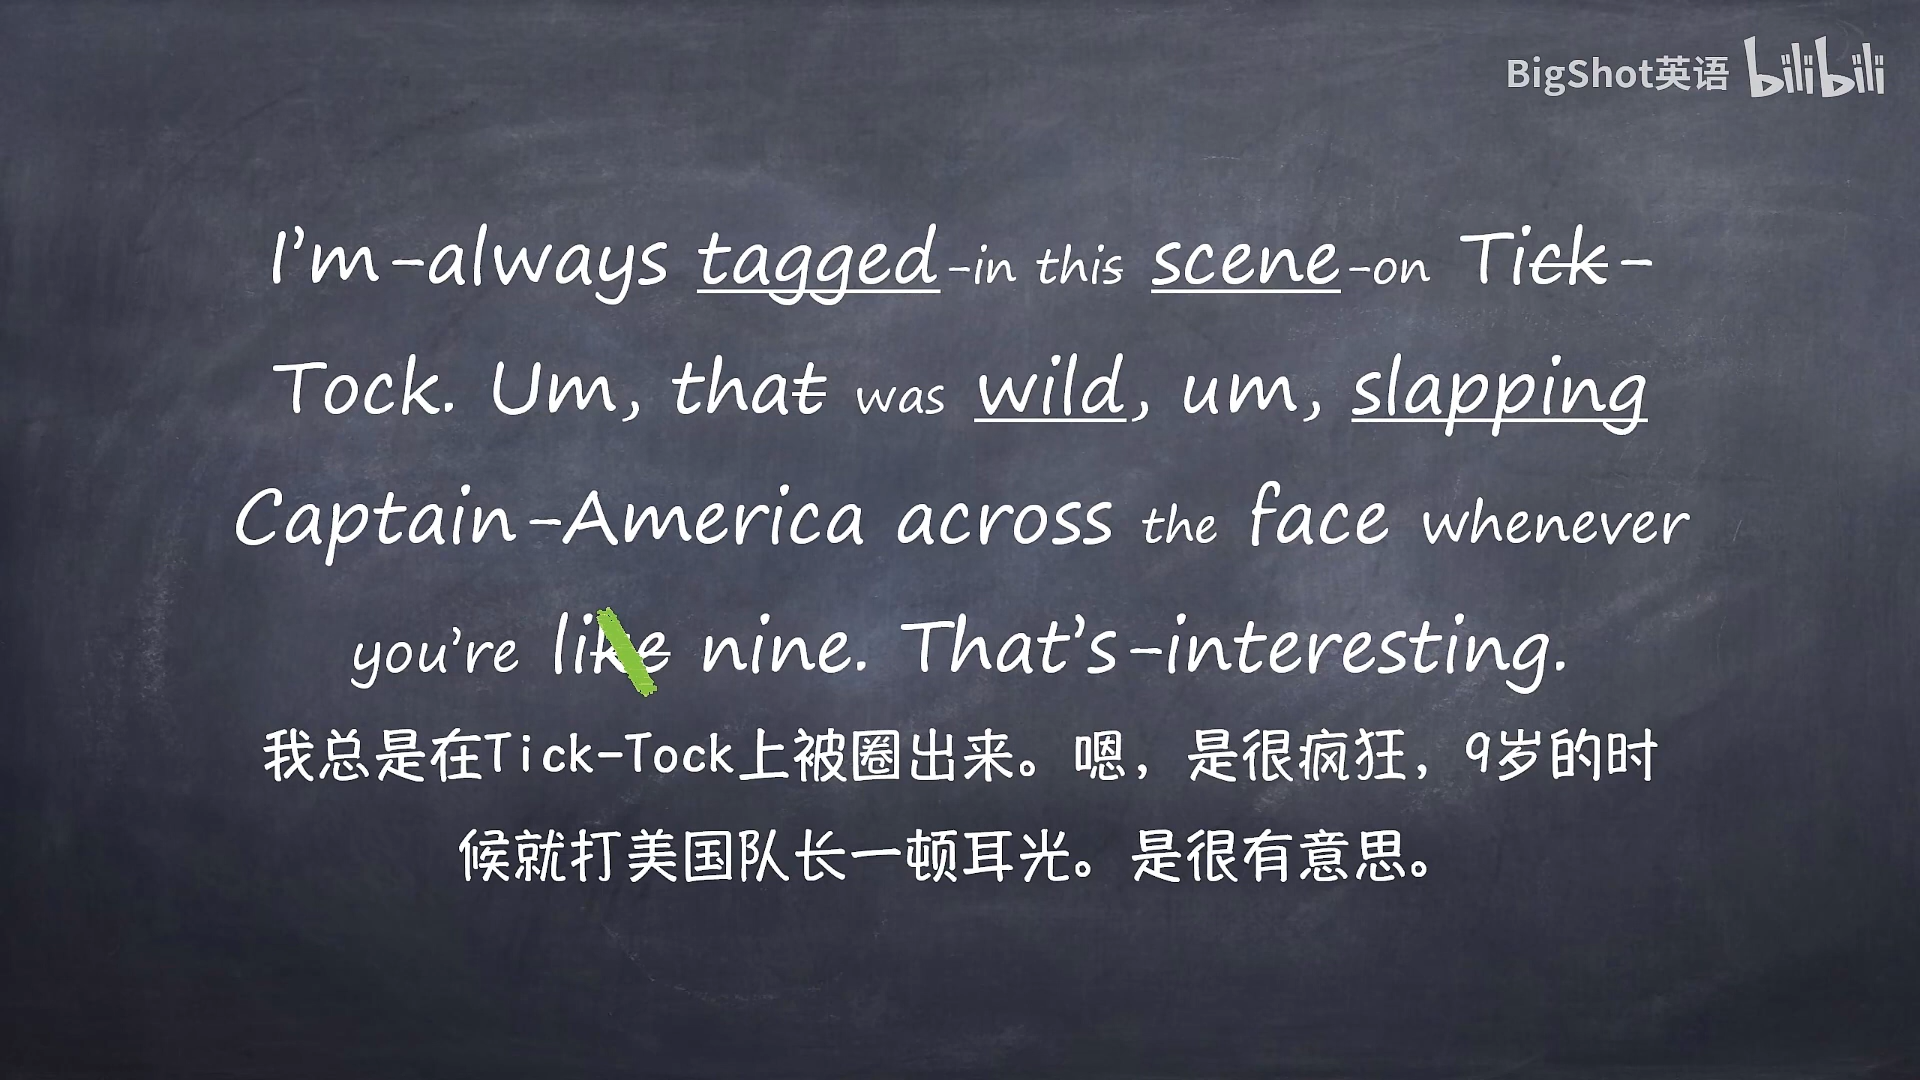 BigShot英语 bilibili
I'm-always tagged-in this scene-on Tick-
Tock. Um, that was wild, um, slapping
Captain-America across the face whenever
you're like nine. That's-interesting.
我总是在Tick-Tock上被圈出来。嗯，是很疯狂，9岁的时
候就打美国队长一顿耳光。是很有意思。